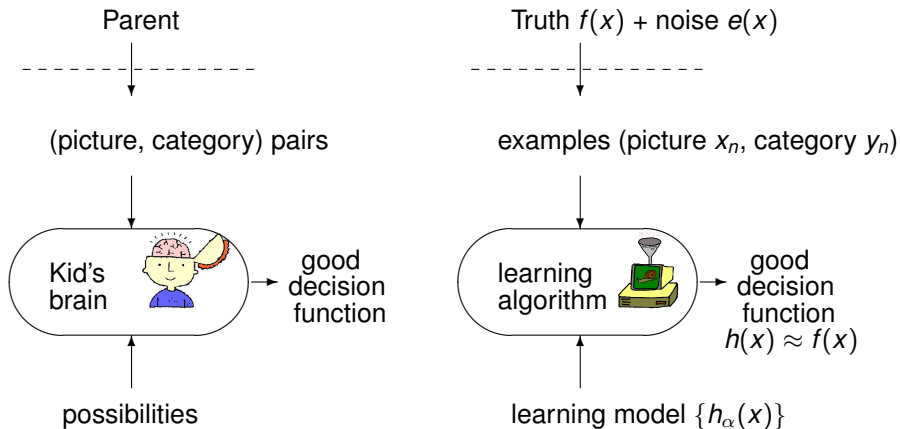 Parent
(picture, category) pairs
Kid's
brain
good
decision
function
possibilities
Truth f(x) + noise e(x)
examples (picture xₙ, category yₙ)
learning
algorithm
good
decision
function
h(x) ≈ f(x)
learning model {hα(x)}